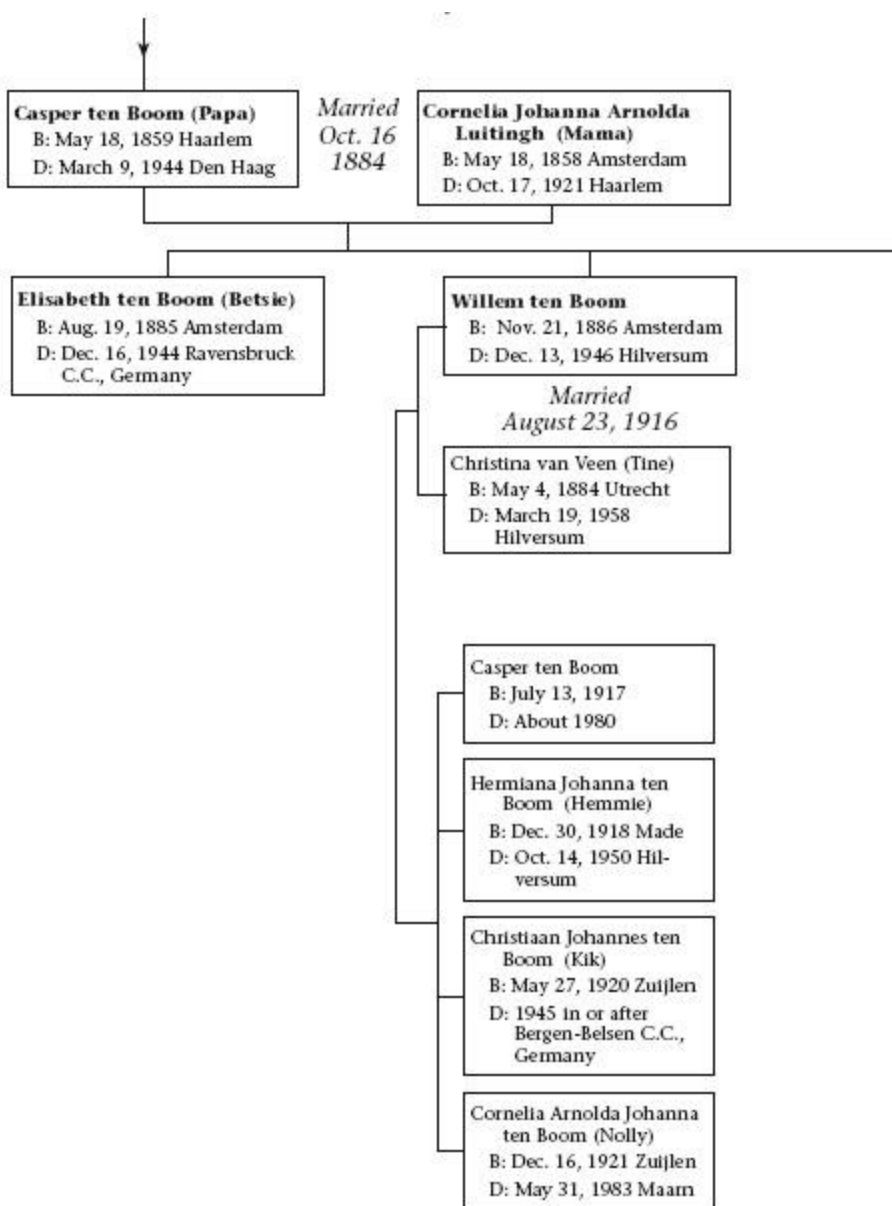 Casper ten Boom (Papa)
B: May 18, 1859 Haarlem
D: March 9, 1944 Den Haag
Married
Oct. 16
1884
Cornelia Johanna Arnolda
Luitingh (Mama)
B: May 18, 1858 Amsterdam
D: Oct. 17, 1921 Haarlem
Elisabeth ten Boom (Betsie)
B: Aug. 19, 1885 Amsterdam
D: Dec. 16, 1944 Ravensbruck
C.C., Germany
Willem ten Boom
B: Nov. 21, 1886 Amsterdam
D: Dec. 13, 1946 Hilversum
Married
August 23, 1916
Christina van Veen (Tine)
B: May 4, 1884 Utrecht
D: March 19, 1958
Hilversum
Casper ten Boom
B: July 13, 1917
D: About 1980
Hermiana Johanna ten
Boom (Hemmie)
B: Dec. 30, 1918 Made
D: Oct. 14, 1950 Hil-
versum
Christiaan Johannes ten
Boom (Kik)
B: May 27, 1920 Zuijlen
D: 1945 in or after
Bergen-Belsen C.C.,
Germany
Cornelia Arnolda Johanna
ten Boom (Nolly)
B: Dec. 16, 1921 Zuijlen
D: May 31, 1983 Maarn